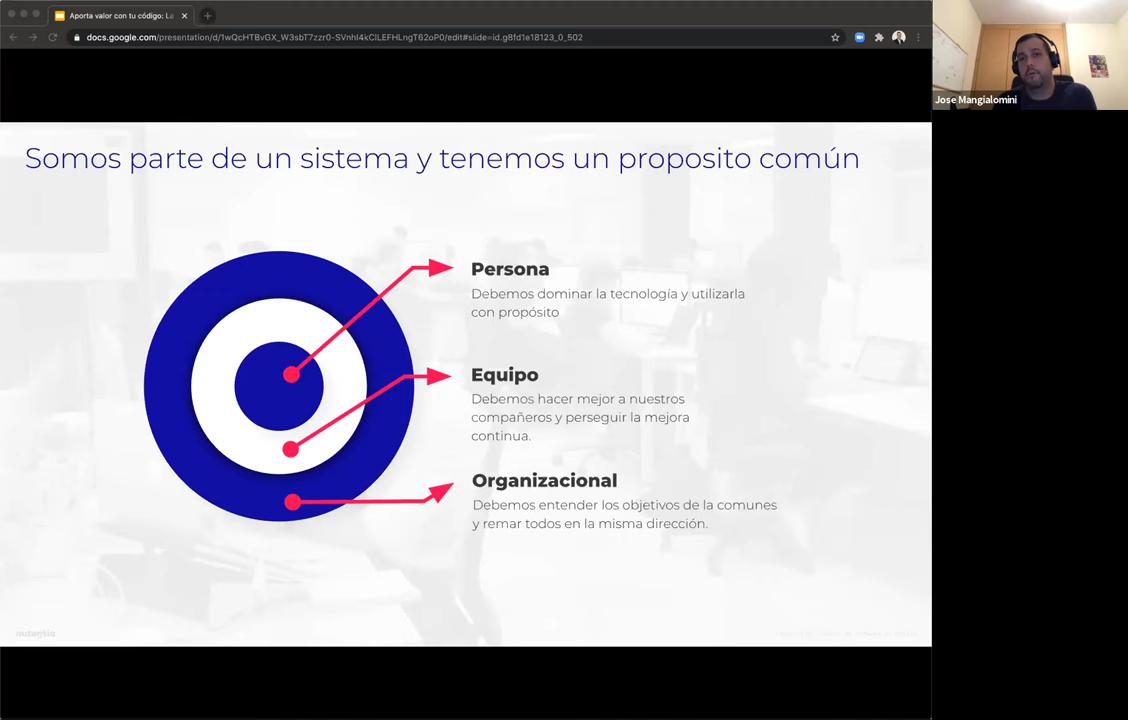 Aporta valor con tu código: La
docs.google.com/presentation/d/1wQcHTBvGX_W3sbT7zzr0-SVnhI4kCILEFHLngT62oP0/edit#slide=id.g8fd1e18123_0_502
Jose Mangialomini
Somos parte de un sistema y tenemos un proposito común
Persona
Debemos dominar la tecnología y utilizarla
con propósito
Equipo
Debemos hacer mejor a nuestros
compañeros y perseguir la mejora
continua.
Organizacional
Debemos entender los objetivos de la comunes
y remar todos en la misma dirección.
autentia